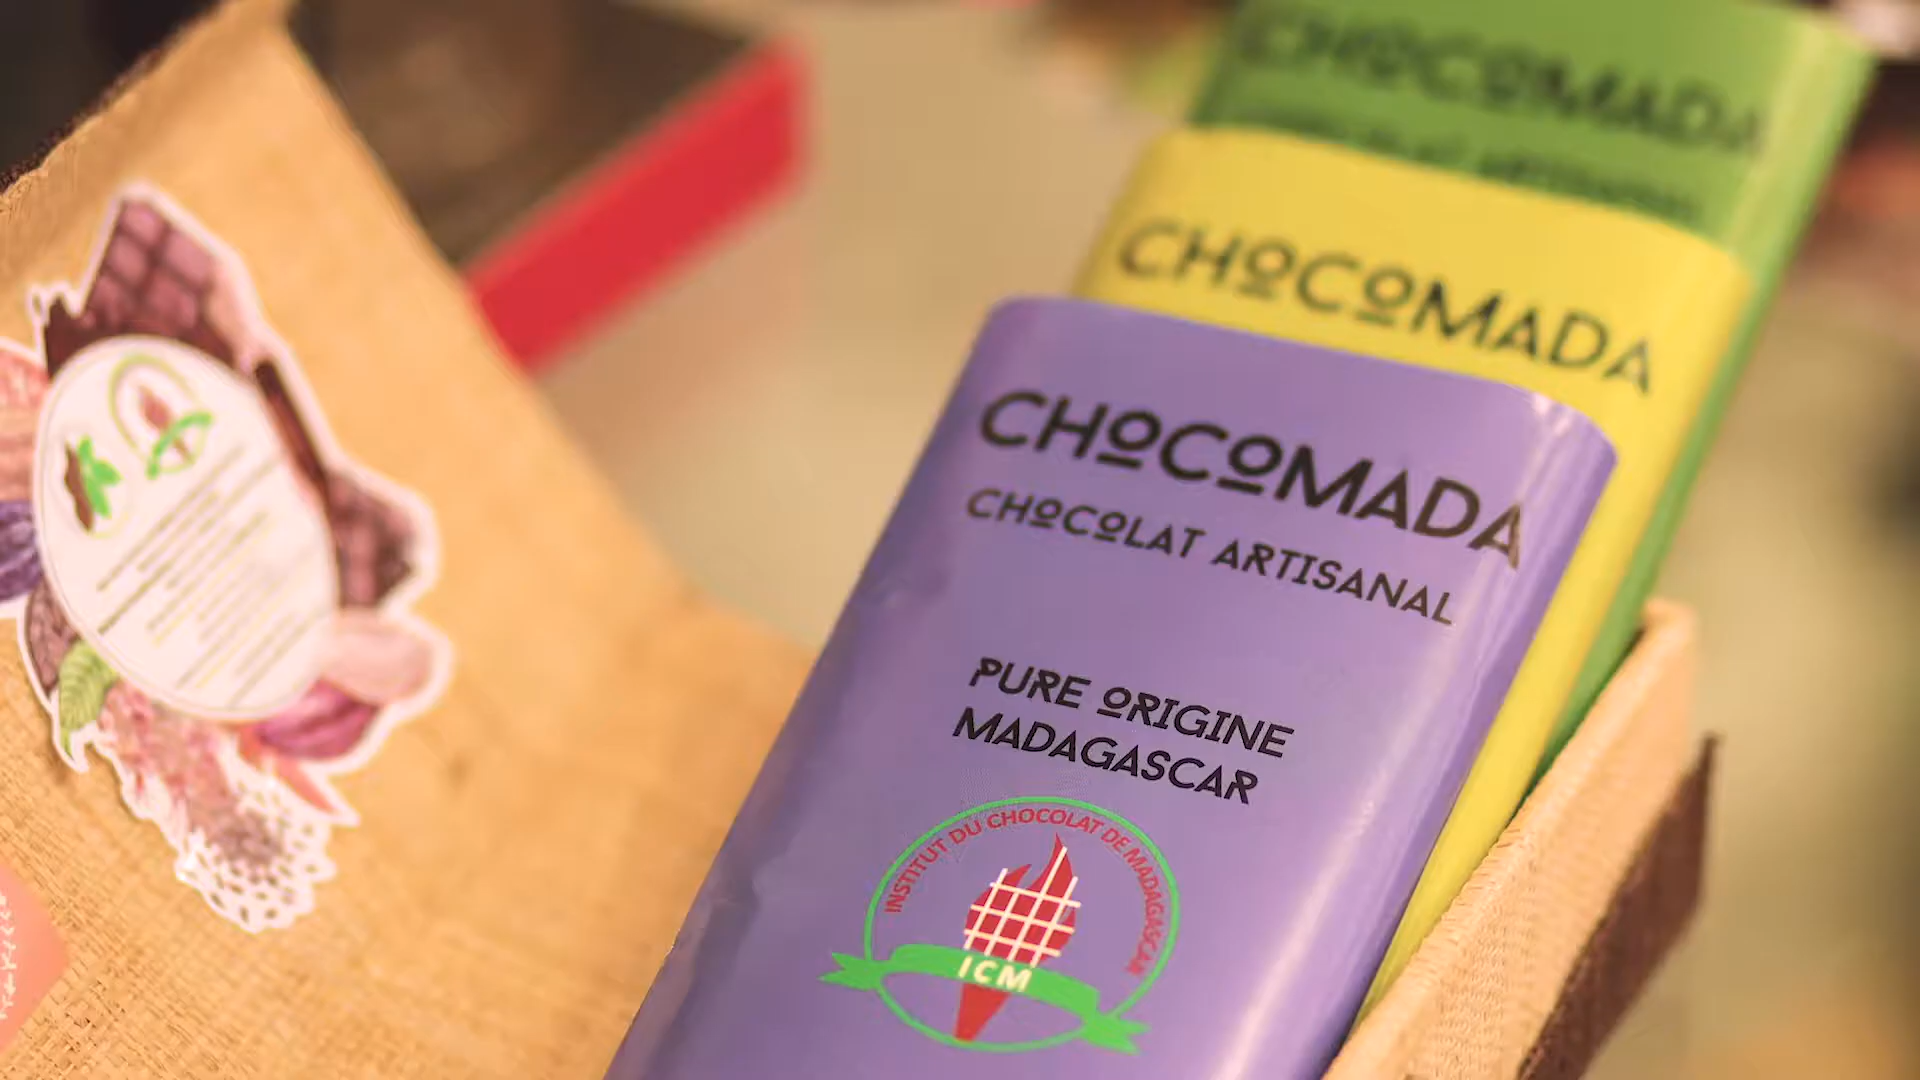 CHOCOMADA
CHOCOMADA
CHOCOMADA
CHOCOLAT ARTISANAL
PURE ORIGINE
MADAGASCAR
INSTITUT DU CHOCOLAT DE MADAGASCAR
ICM